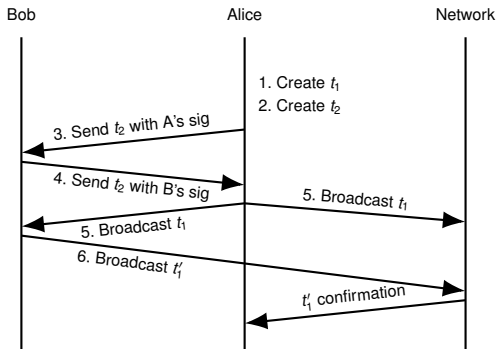 Bob
Alice
Network
1. Create t₁
2. Create t₂
3. Send t₂ with A's sig
4. Send t₂ with B's sig
5. Broadcast t₁
5. Broadcast t₁
6. Broadcast t₁′
t₁′ confirmation